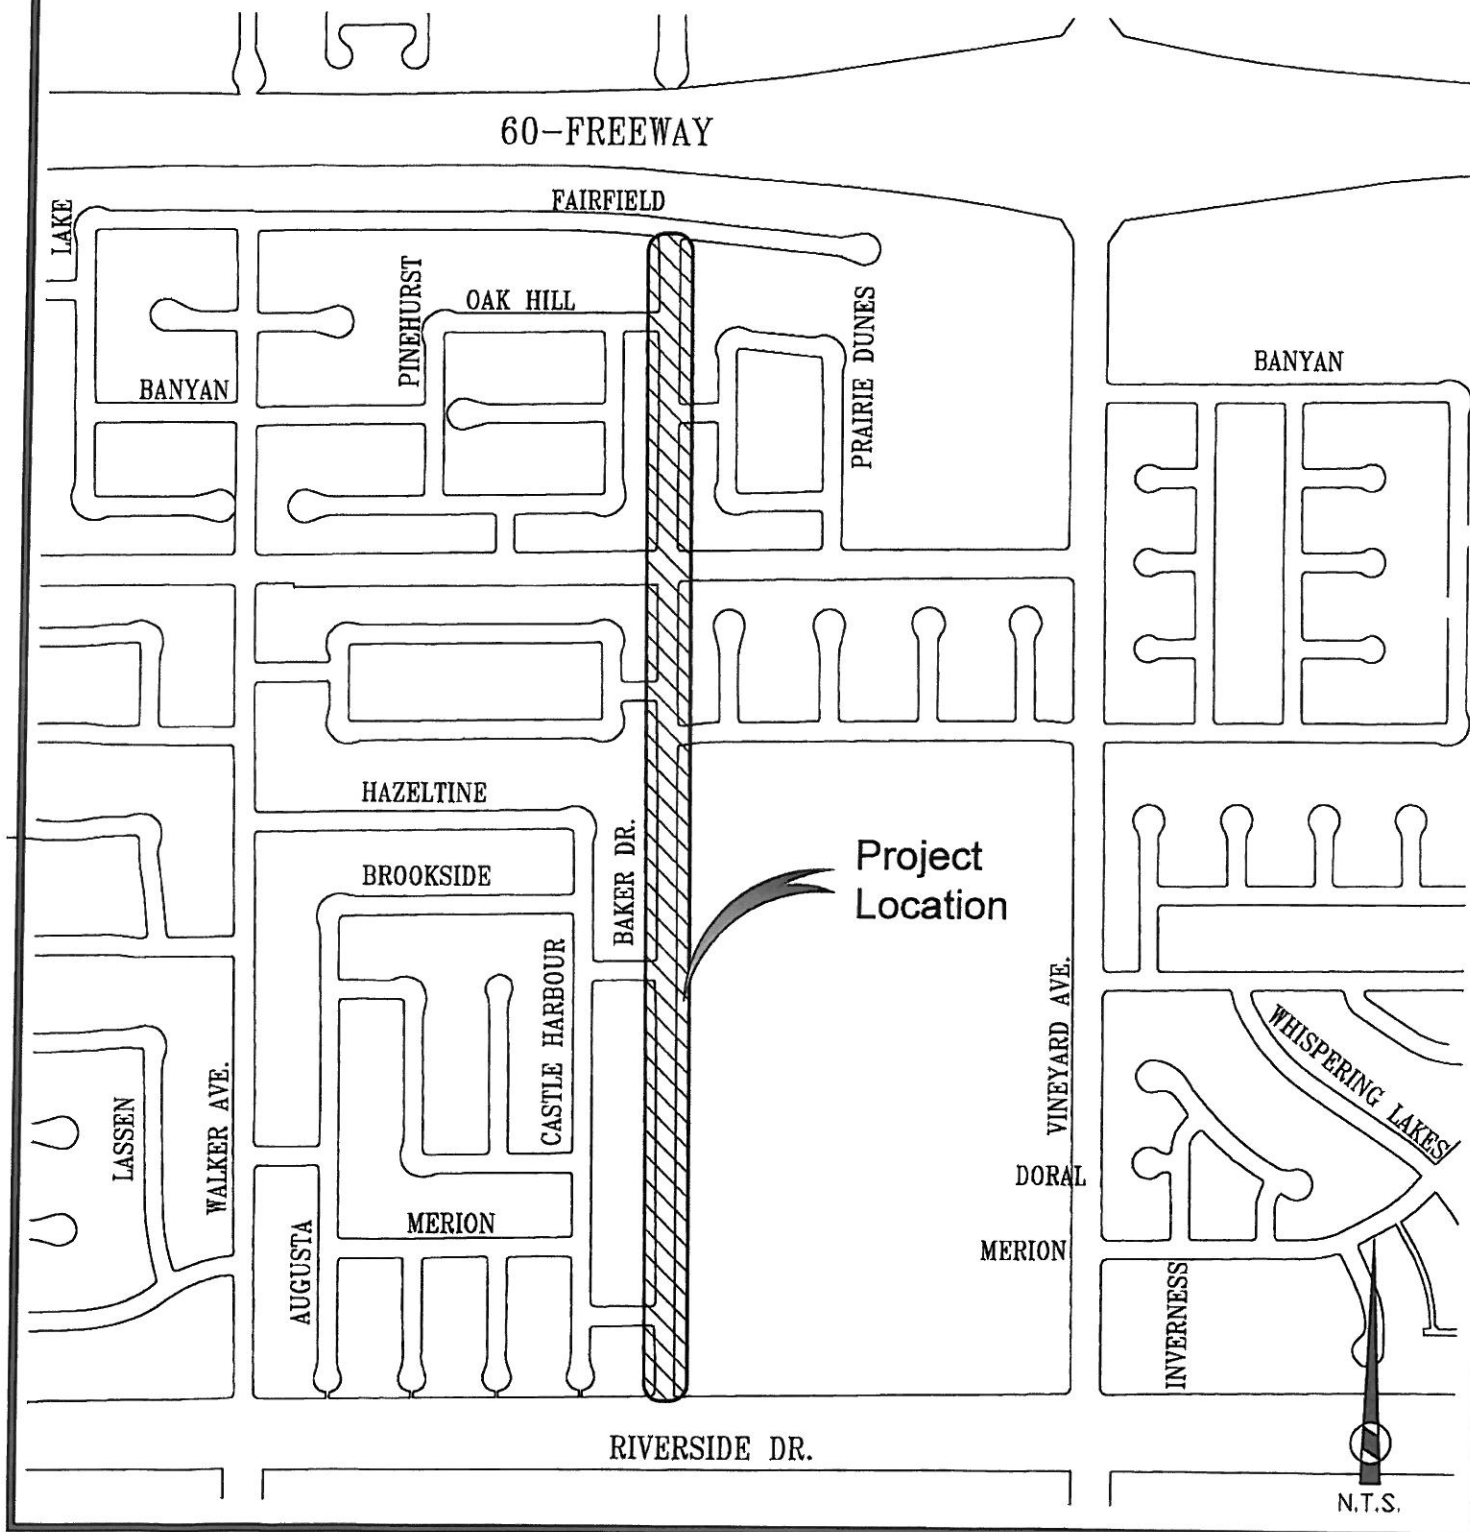 60-FREEWAY
FAIRFIELD
LAKE
PINEHURST
OAK HILL
PRAIRIE DUNES
BANYAN
BANYAN
HAZELTINE
BAKER DR.
Project
Location
BROOKSIDE
CASTLE HARBOUR
VINEYARD AVE.
WHISPERING LAKES
LASSEN
WALKER AVE.
DORAL
AUGUSTA
MERION
MERION
INVERNESS
RIVERSIDE DR.
N.T.S.